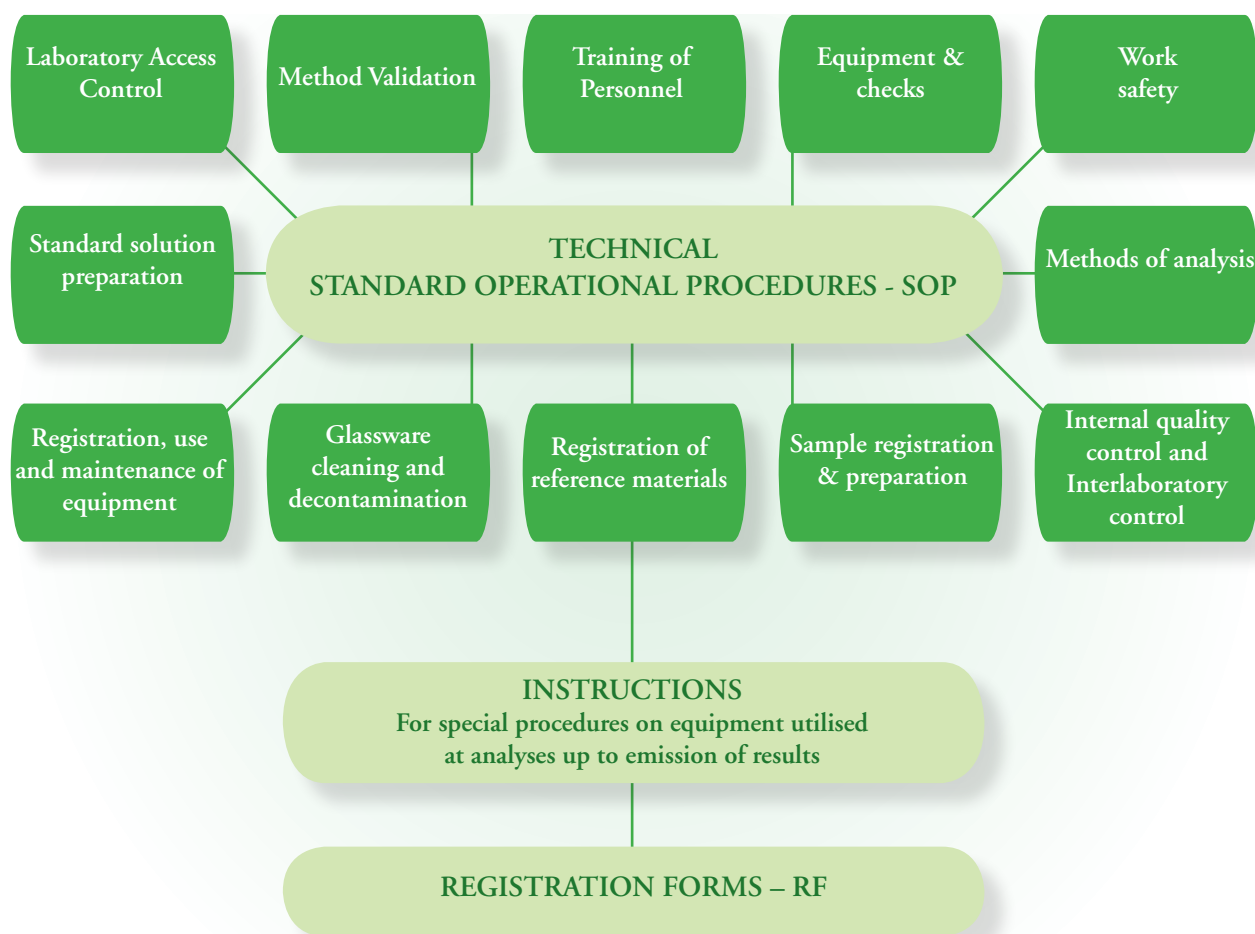 Laboratory Access
Control
Method Validation
Training of
Personnel
Equipment &
checks
Work
safety
Standard solution
preparation
TECHNICAL
STANDARD OPERATIONAL PROCEDURES - SOP
Methods of analysis
Registration, use
and maintenance of
equipment
Glassware
cleaning and
decontamination
Registration of
reference materials
Sample registration
& preparation
Internal quality
control and
Interlaboratory
control
INSTRUCTIONS
For special procedures on equipment utilised
at analyses up to emission of results
REGISTRATION FORMS – RF